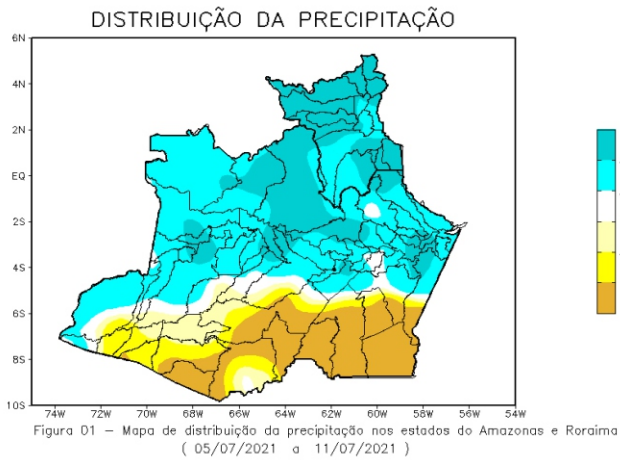 DISTRIBUIÇÃO DA PRECIPITAÇÃO
6N
4N
2N
EQ
2S
4S
6S
8S
10S
74W 72W 70W 68W 66W 64W 62W 60W 58W 56W 54W
Figura 01 – Mapa de distribuição da precipitação nos estados do Amazonas e Roraima
( 05/07/2021 a 11/07/2021 )